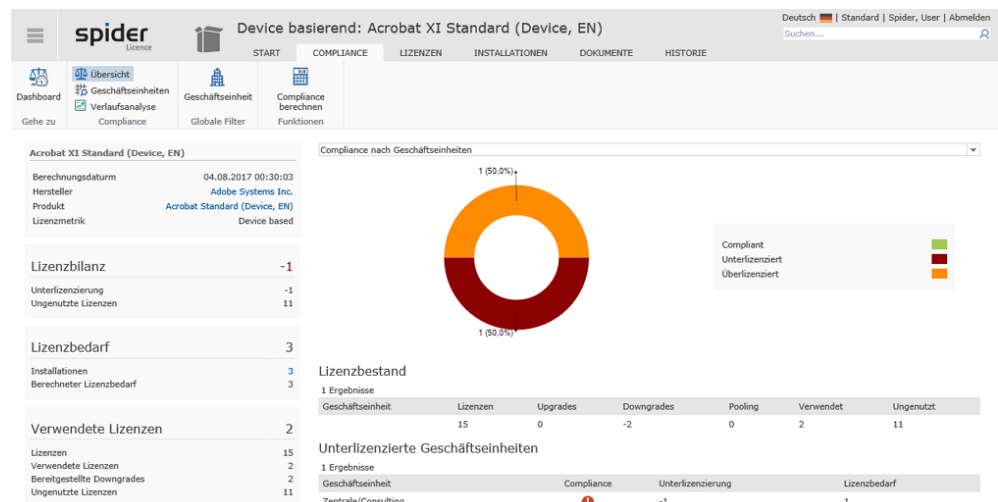 Deutsch | Standard | Spider, User | Abmelden
spider
Licence
Device basierend: Acrobat XI Standard (Device, EN)
Suchen...
START COMPLIANCE LIZENZEN INSTALLATIONEN DOKUMENTE HISTORIE
Dashboard
Gehe zu
Übersicht
Geschäftseinheiten
Verlaufsanalyse
Compliance
Geschäftseinheit
Globale Filter
Compliance
berechnen
Funktionen
Acrobat XI Standard (Device, EN)
Berechnungsdatum 04.08.2017 00:30:03
Hersteller Adobe Systems Inc.
Produkt Acrobat Standard (Device, EN)
Lizenzmetrik Device based
Lizenzbilanz -1
Unterlizenzierung -1
Ungenutzte Lizenzen 11
Lizenzbedarf 3
Installationen 3
Berechneter Lizenzbedarf 3
Verwendete Lizenzen 2
Lizenzen 15
Verwendete Lizenzen 2
Bereitgestellte Downgrades 2
Ungenutzte Lizenzen 11
Compliance nach Geschäftseinheiten
1 (50,0%)
1 (50,0%)
Compliant
Unterlizenziert
Überlizenziert
Lizenzbestand
1 Ergebnisse
Geschäftseinheit Lizenzen Upgrades Downgrades Pooling Verwendet Ungenutzt
15 0 -2 0 2 11
Unterlizenzierte Geschäftseinheiten
1 Ergebnisse
Geschäftseinheit Compliance Unterlizenzierung Lizenzbedarf
Zentrale/Consulting -1 1